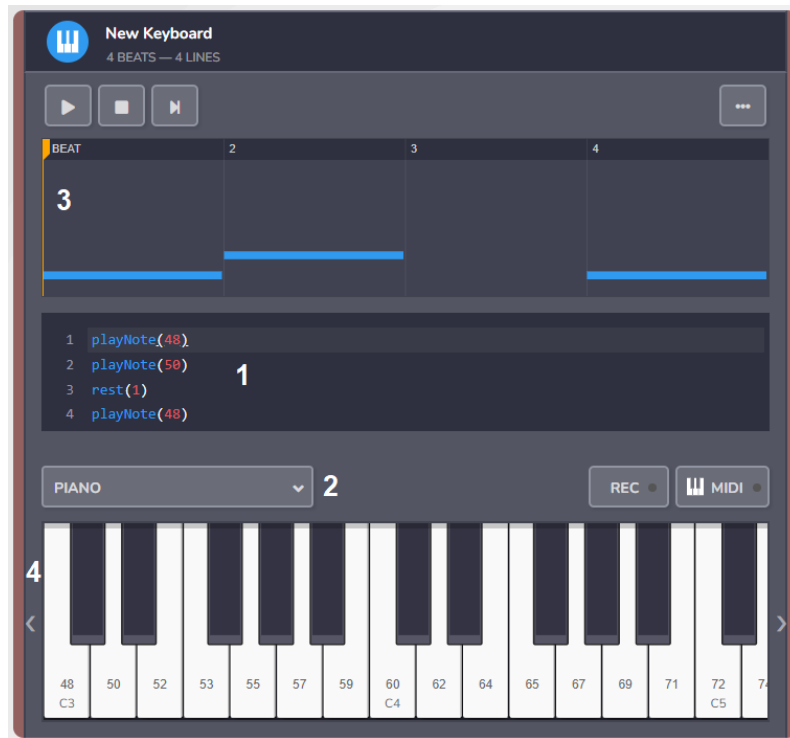 New Keyboard
4 BEATS — 4 LINES
BEAT 2 3 4
3
1 playNote(48)
2 playNote(50)
3 rest(1)
4 playNote(48)
1
PIANO
2
REC
MIDI
4
48 50 52 53 55 57 59 60 62 64 65 67 69 71 72
C3 C4 C5